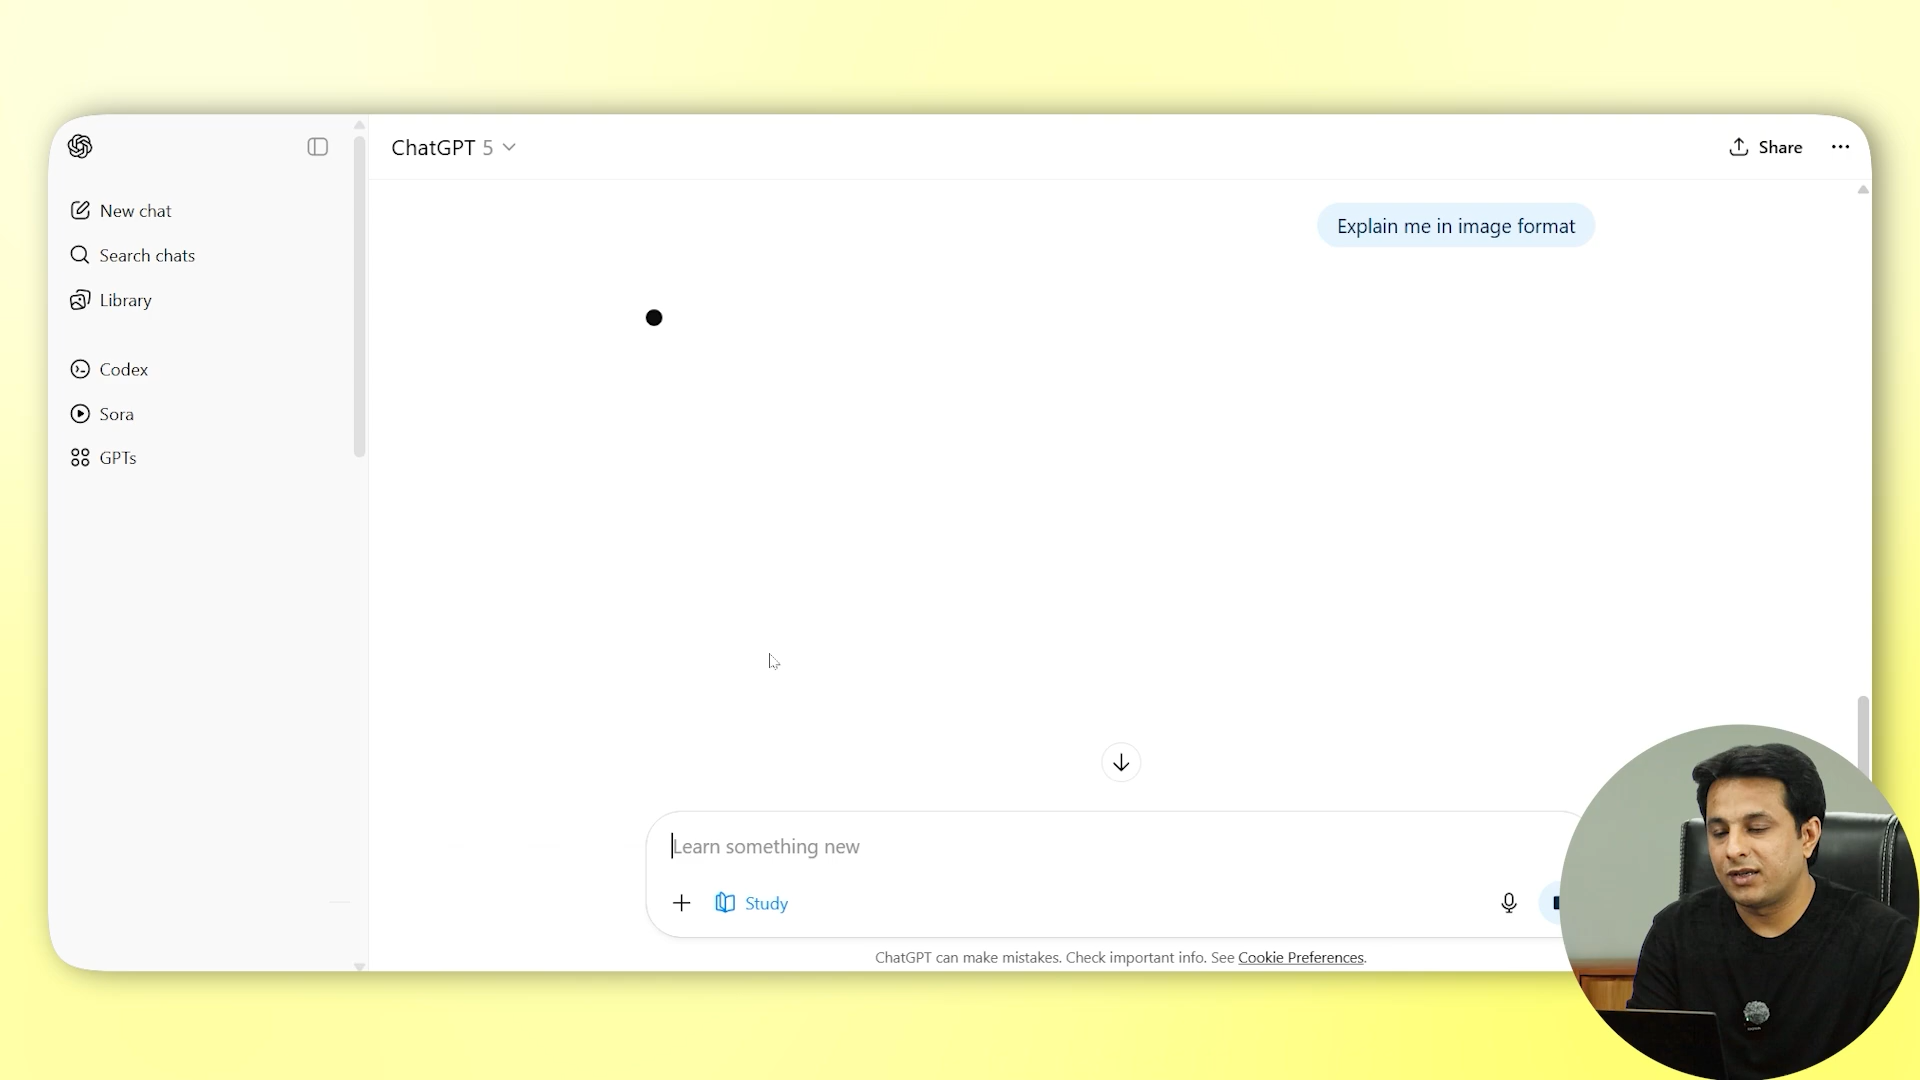 ChatGPT 5
Share
New chat
Search chats
Library
Codex
Sora
GPTs
Explain me in image format
Learn something new
Study
ChatGPT can make mistakes. Check important info. See Cookie Preferences.